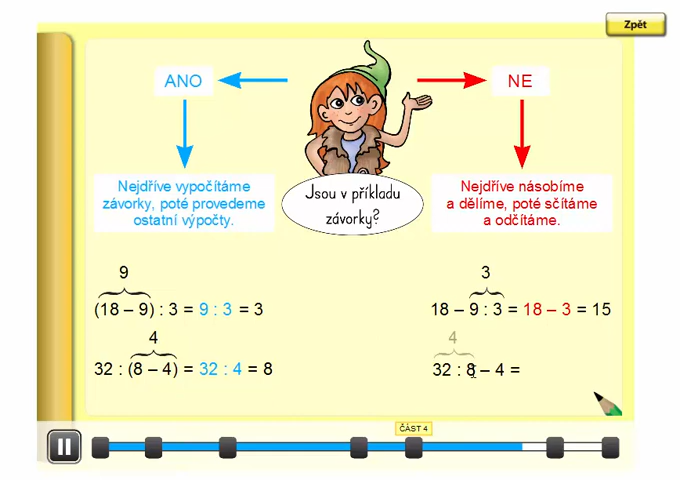 Zpět
ANO
NE
Nejdříve vypočítáme
závorky, poté provedeme
ostatní výpočty.
Jsou v příkladu
závorky?
Nejdříve násobíme
a dělíme, poté sčítáme
a odčítáme.
9
(18 – 9) : 3 = 9 : 3 = 3
3
18 – 9 : 3 = 18 – 3 = 15
4
32 : (8 – 4) = 32 : 4 = 8
4
32 : 8 – 4 =
ČÁST 4